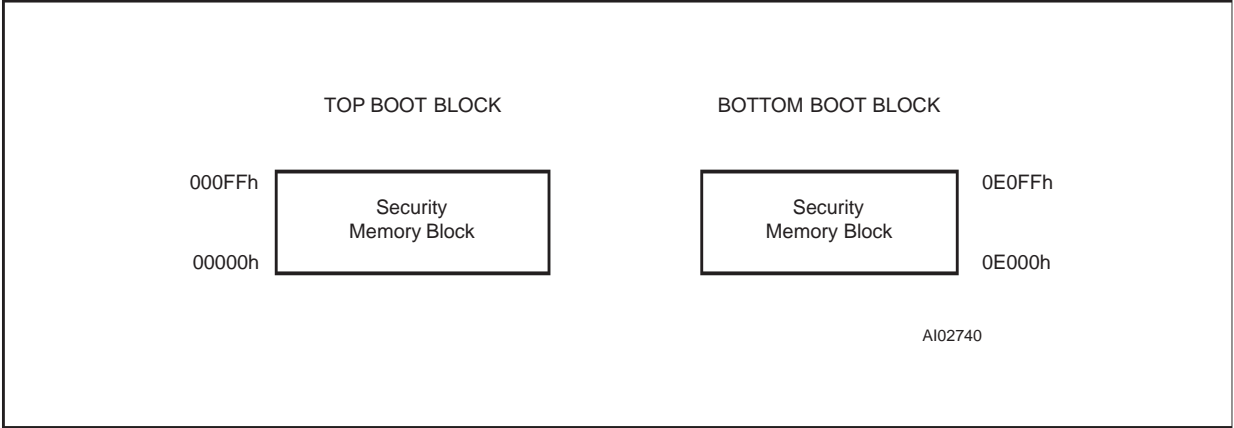 TOP BOOT BLOCK
BOTTOM BOOT BLOCK
000FFh
Security
Memory Block
00000h
Security
Memory Block
0E0FFh
0E000h
AI02740